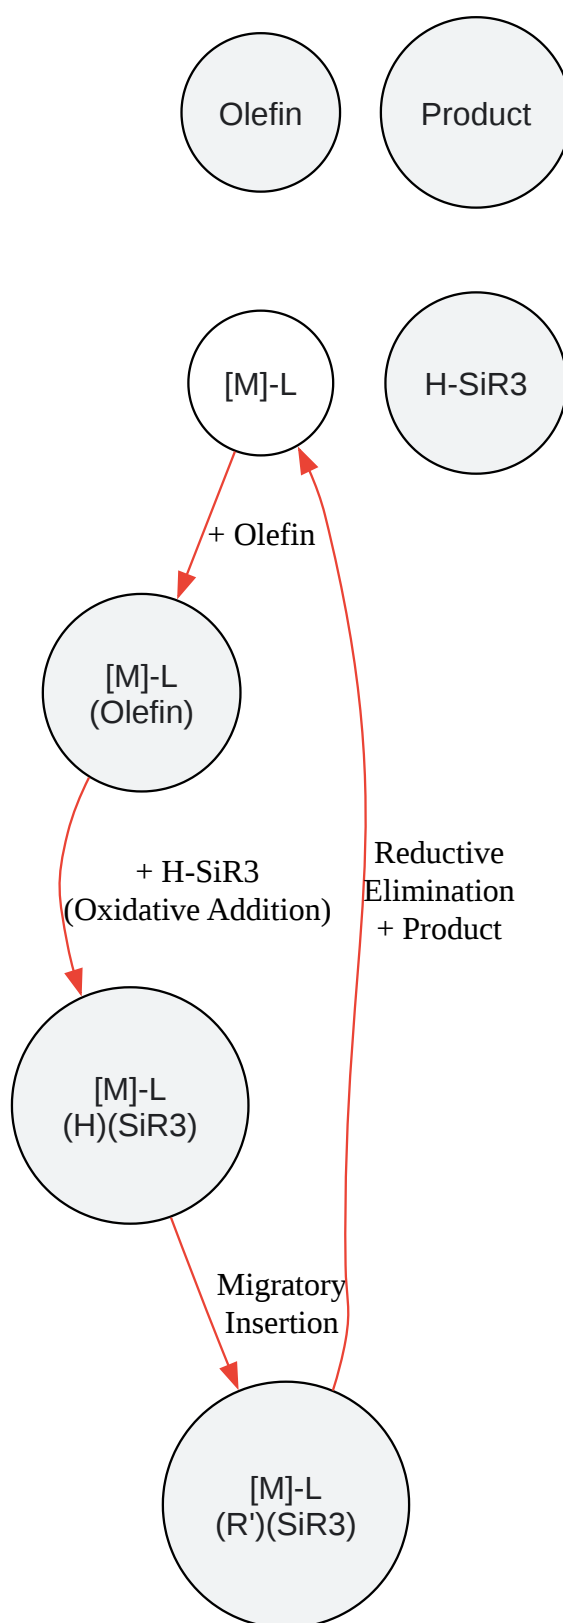 Olefin
Product
[M]-L
H-SiR3
+ Olefin
[M]-L
(Olefin)
+ H-SiR3
(Oxidative Addition)
Reductive
Elimination
+ Product
[M]-L
(H)(SiR3)
Migratory
Insertion
[M]-L
(R')(SiR3)